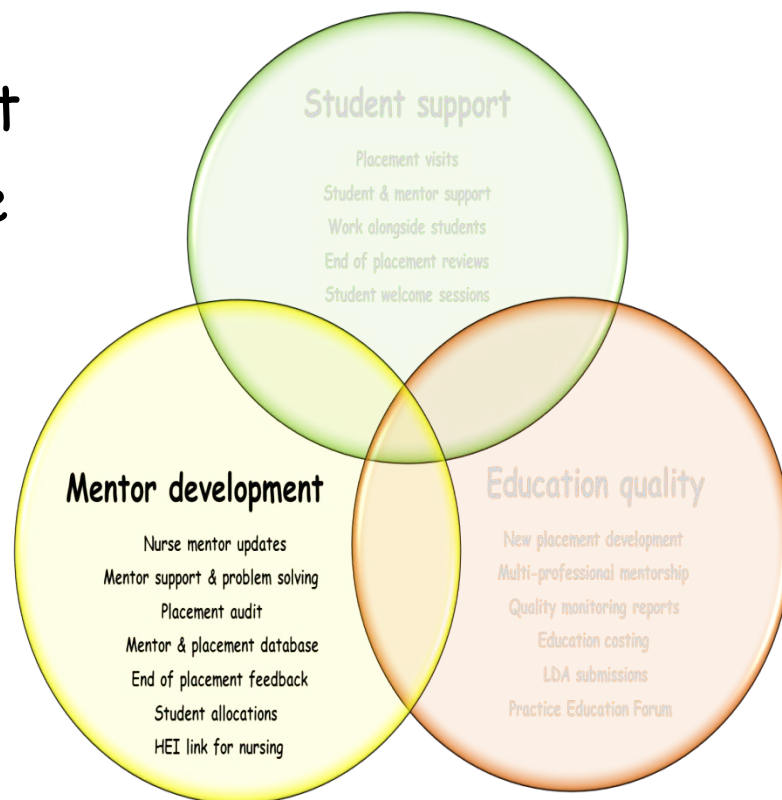 t
e
Student support
Placement visits
Student & mentor support
Work alongside students
End of placement reviews
Student welcome sessions
Mentor development
Nurse mentor updates
Mentor support & problem solving
Placement audit
Mentor & placement database
End of placement feedback
Student allocations
HEI link for nursing
Education quality
New placement development
Multi-professional mentorship
Quality monitoring reports
Education costing
LDA submissions
Practice Education Forum